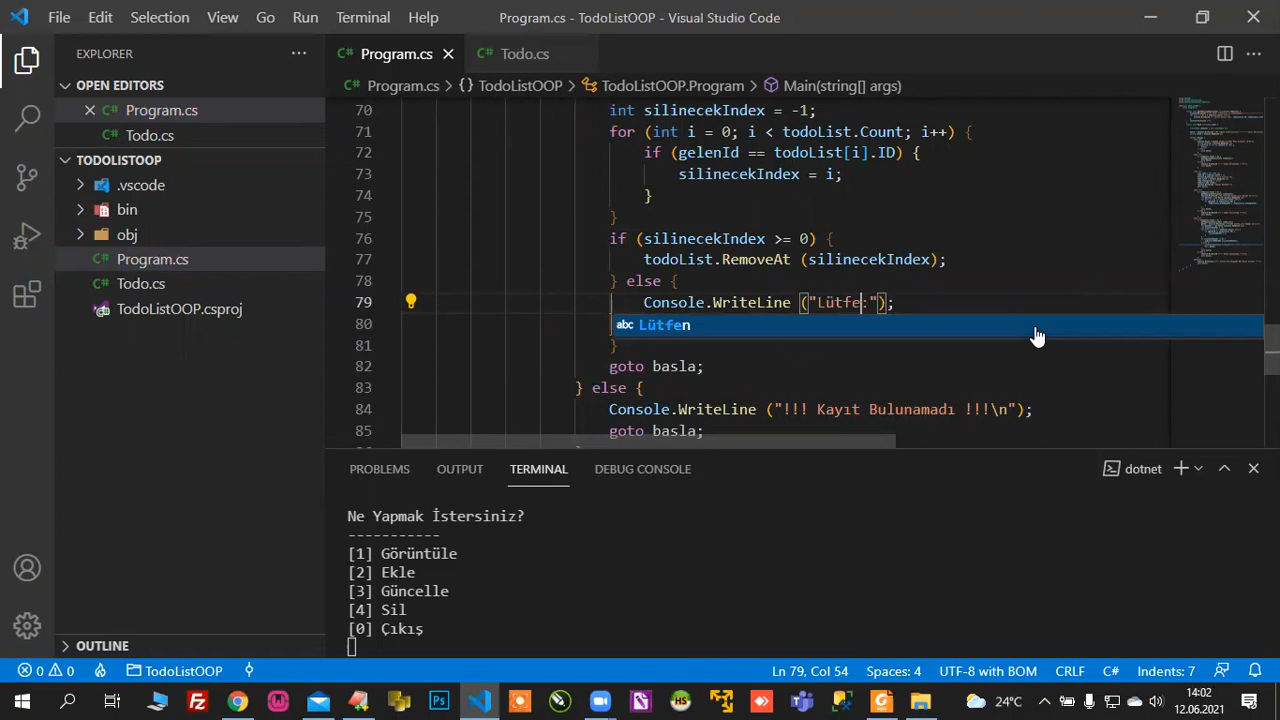 File Edit Selection View Go Run Terminal Help
Program.cs - TodoListOOP - Visual Studio Code
EXPLORER
OPEN EDITORS
Program.cs
Todo.cs
TODOLISTOOP
.vscode
bin
obj
Program.cs
Todo.cs
TodoListOOP.csproj
OUTLINE
Program.cs
Todo.cs
Program.cs > {} TodoListOOP > TodoListOOP.Program > Main(string[] args)
70 int silinecekIndex = -1;
71 for (int i = 0; i < todoList.Count; i++) {
72 if (gelenId == todoList[i].ID) {
73 silinecekIndex = i;
74 }
75 }
76 if (silinecekIndex >= 0) {
77 todoList.RemoveAt (silinecekIndex);
78 } else {
79 Console.WriteLine ("Lütfe:");
80
abc Lütfen
81 }
82 goto basla;
83 } else {
84 Console.WriteLine ("!!! Kayıt Bulunamadı !!!\n");
85 goto basla;
PROBLEMS OUTPUT TERMINAL DEBUG CONSOLE
dotnet
Ne Yapmak İstersiniz?
-----------
[1] Görüntüle
[2] Ekle
[3] Güncelle
[4] Sil
[0] Çıkış
0 0 TodoListOOP
Ln 79, Col 54 Spaces: 4 UTF-8 with BOM CRLF C# Indents: 7
Ps
HS
24°C
14:02
12.06.2021